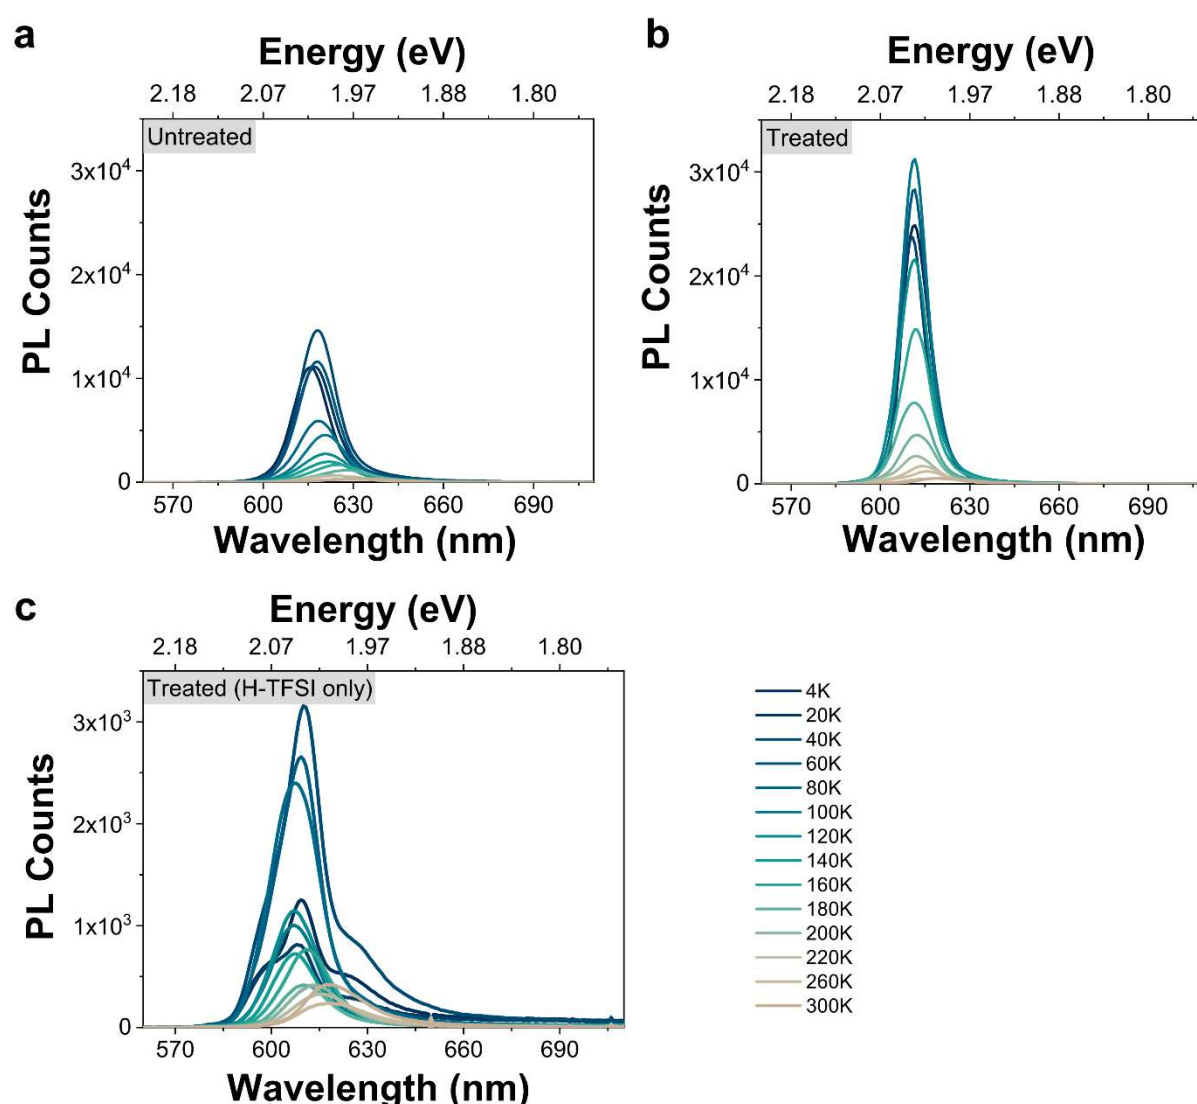 a
Energy (eV)
2.18 2.07 1.97 1.88 1.80
Untreated
3x10⁴
2x10⁴
1x10⁴
0
PL Counts
570 600 630 660 690
Wavelength (nm)
b
Energy (eV)
2.18 2.07 1.97 1.88 1.80
Treated
3x10⁴
2x10⁴
1x10⁴
0
PL Counts
570 600 630 660 690
Wavelength (nm)
c
Energy (eV)
2.18 2.07 1.97 1.88 1.80
Treated (H-TFSI only)
3x10³
2x10³
1x10³
0
PL Counts
570 600 630 660 690
Wavelength (nm)
4K
20K
40K
60K
80K
100K
120K
140K
160K
180K
200K
220K
260K
300K